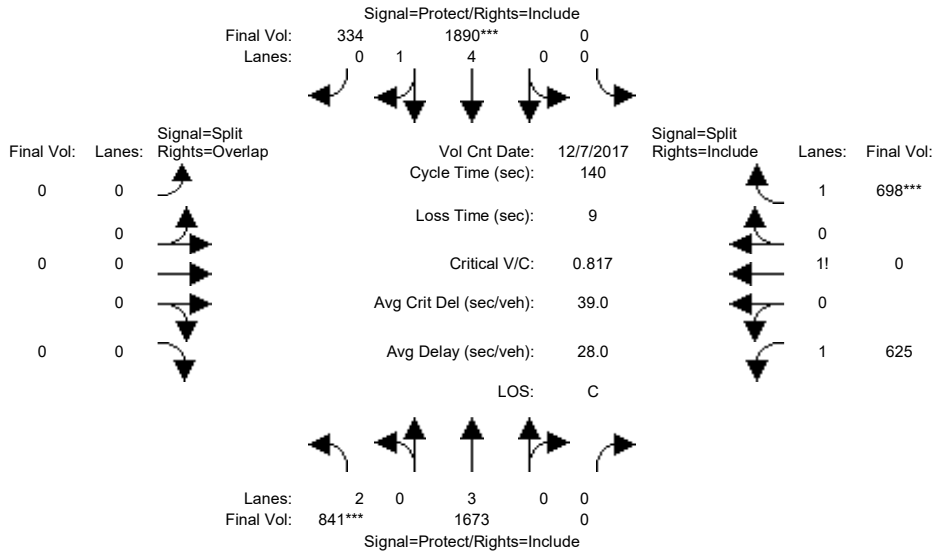 Signal=Protect/Rights=Include
Final Vol: 334 1890*** 0
Lanes: 0 1 4 0 0
Signal=Split Signal=Split
Final Vol: Lanes: Rights=Overlap Vol Cnt Date: 12/7/2017 Rights=Include Lanes: Final Vol:
Cycle Time (sec): 140
0 0 1 698***
Loss Time (sec): 9
0 0
0 0 Critical V/C: 0.817 1! 0
0 Avg Crit Del (sec/veh): 39.0 0
0 0 Avg Delay (sec/veh): 28.0 1 625
LOS: C
Lanes: 2 0 3 0 0
Final Vol: 841*** 1673 0
Signal=Protect/Rights=Include